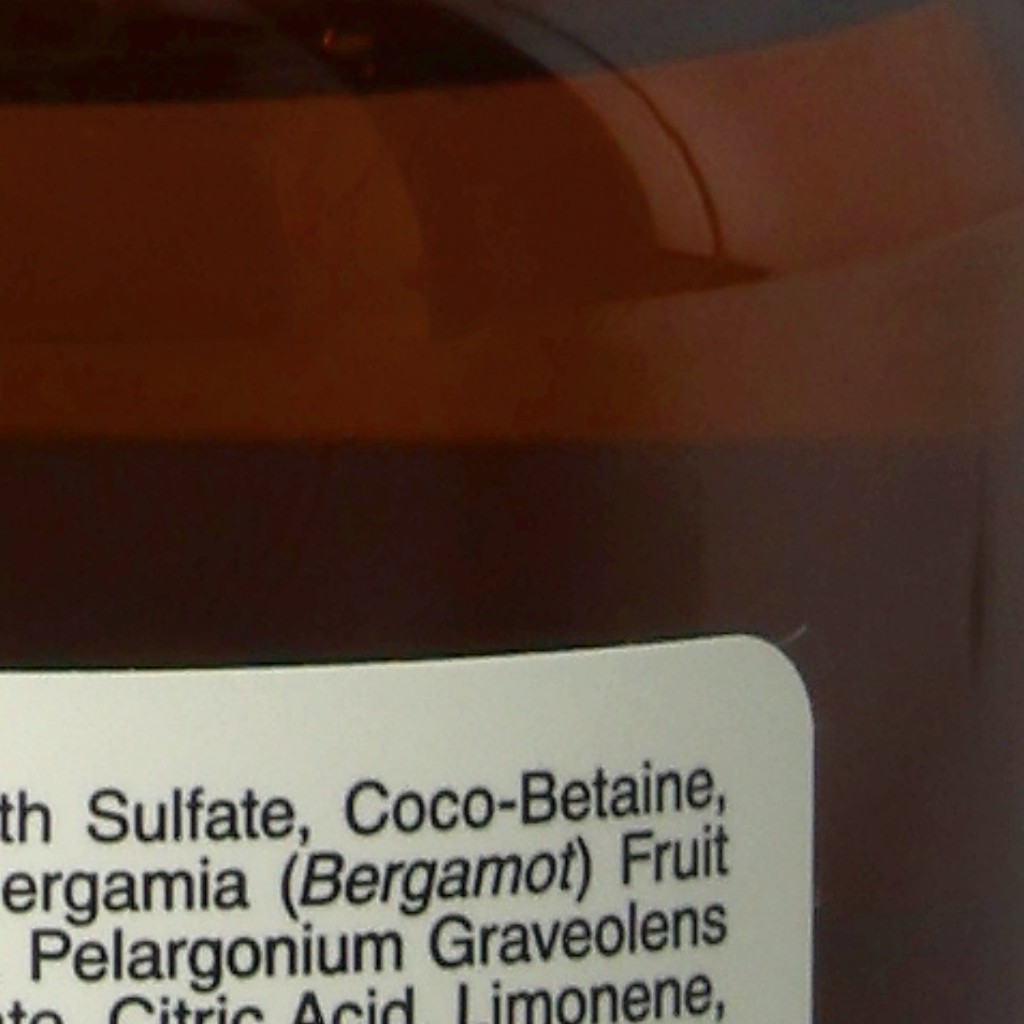 th Sulfate, Coco-Betaine,
ergamia (Bergamot) Fruit
Pelargonium Graveolens
Citric Acid, Limonene,